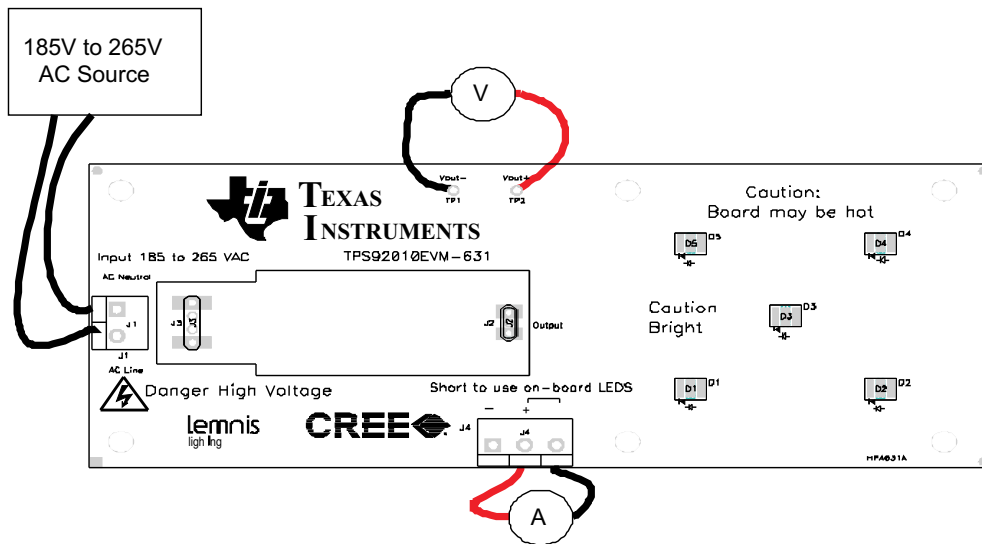 185V to 265V
AC Source
V
Vout-
TP1
Vout+
TP2
TEXAS
INSTRUMENTS
Input 185 to 265 VAC
TPS92010EVM-631
Caution:
Board may be hot
AC Neutral
J1
J1
AC Line
J3
J3
J2
J2
Output
D5
D5
D4
D4
Caution
Bright
D3
D3
D1
D1
D2
D2
Danger High Voltage
Short to use on-board LEDS
lemnis
lighing
CREE
J4
-
+
J4
HPA631A
A